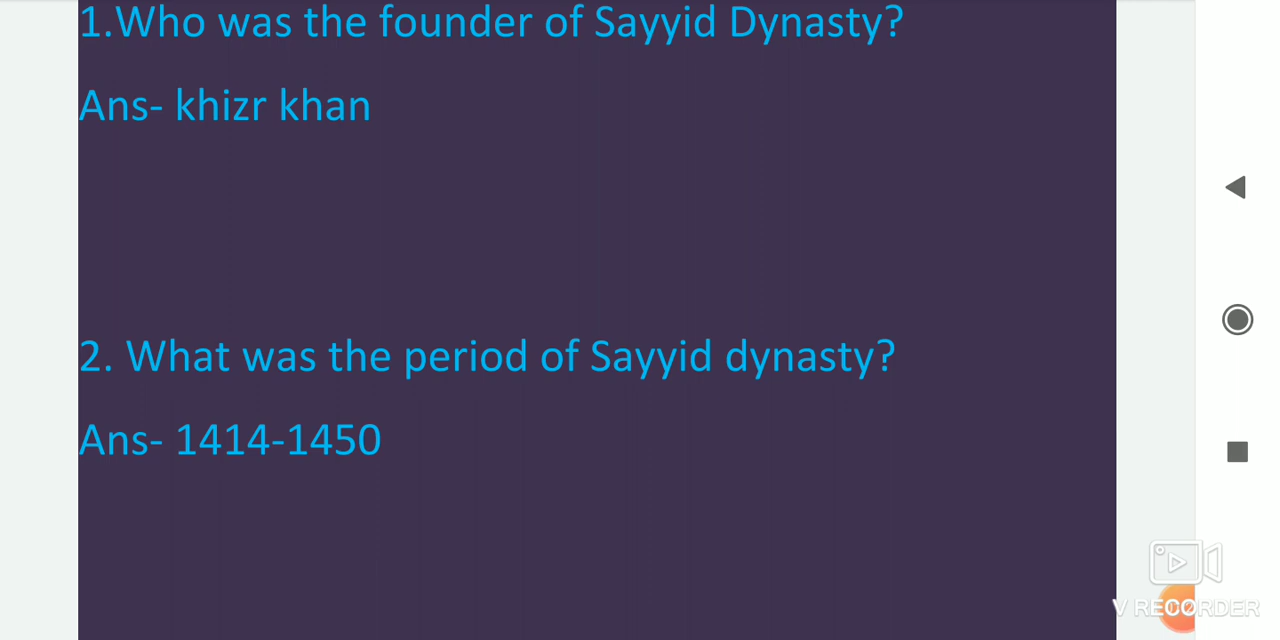 1.Who was the founder of Sayyid Dynasty?
Ans- khizr khan
2. What was the period of Sayyid dynasty?
Ans- 1414-1450
V RECORDER